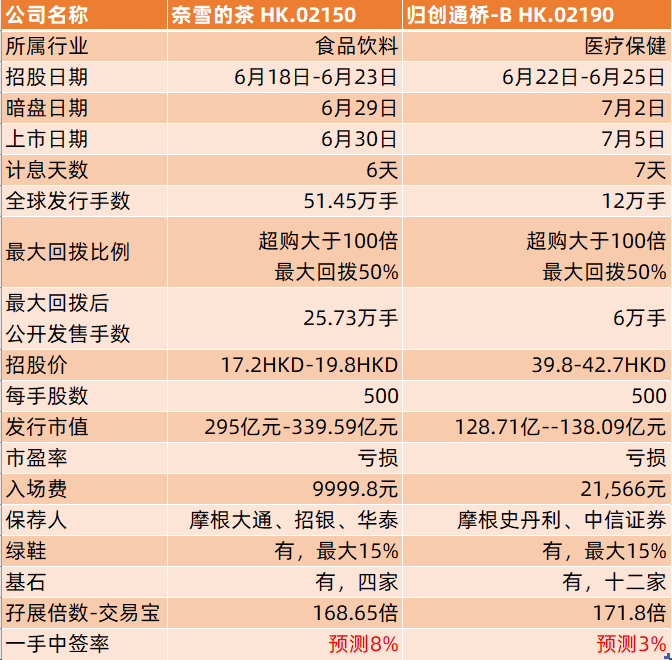 公司名称 奈雪的茶 HK.02150 归创通桥-B HK.02190
所属行业 食品饮料 医疗保健
招股日期 6月18日-6月23日 6月22日-6月25日
暗盘日期 6月29日 7月2日
上市日期 6月30日 7月5日
计息天数 6天 7天
全球发行手数 51.45万手 12万手
最大回拨比例 超购大于100倍 超购大于100倍
最大回拨50% 最大回拨50%
最大回拨后
公开发售手数 25.73万手 6万手
招股价 17.2HKD-19.8HKD 39.8-42.7HKD
每手股数 500 500
发行市值 295亿元-339.59亿元 128.71亿--138.09亿元
市盈率 亏损 亏损
入场费 9999.8元 21,566元
保荐人 摩根大通、招银、华泰 摩根史丹利、中信证券
绿鞋 有，最大15% 有，最大15%
基石 有，四家 有，十二家
孖展倍数-交易宝 168.65倍 171.8倍
一手中签率 预测8% 预测3%